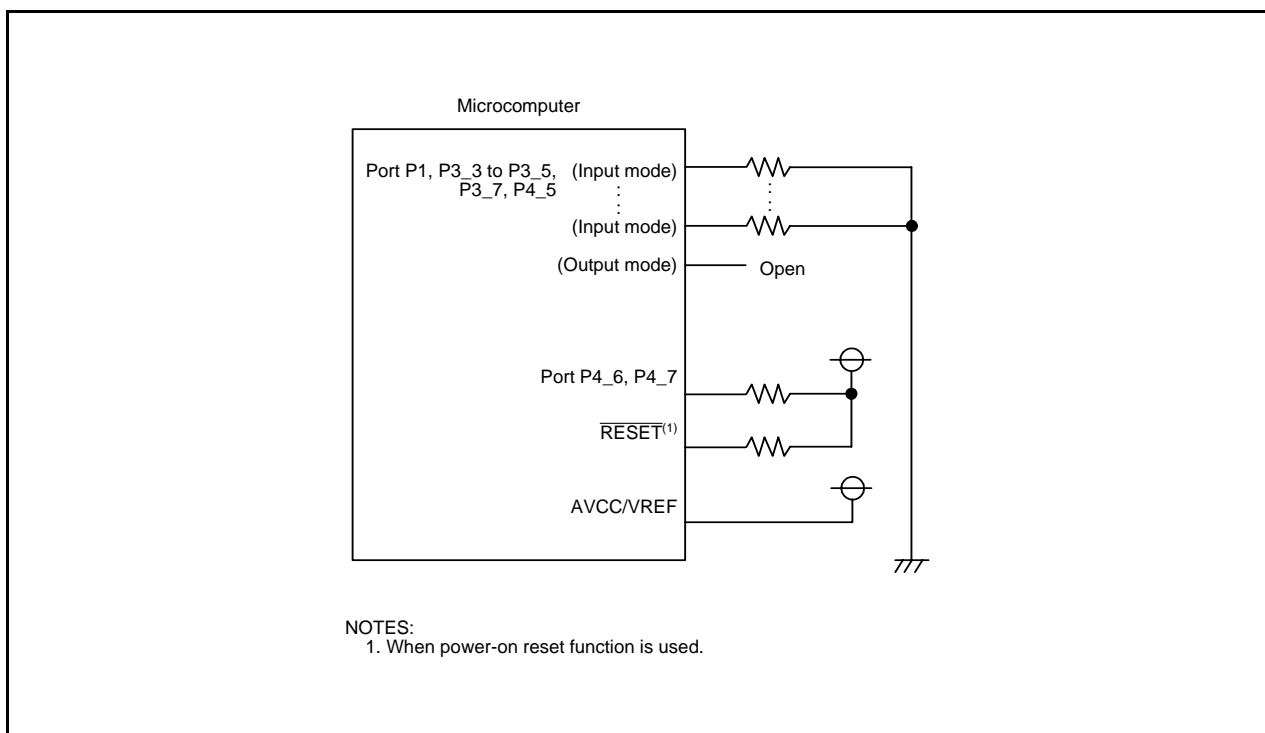 Microcomputer
Port P1, P3_3 to P3_5, (Input mode)
P3_7, P4_5
(Input mode)
(Output mode) Open
Port P4_6, P4_7
RESET(1)
AVCC/VREF
NOTES:
1. When power-on reset function is used.